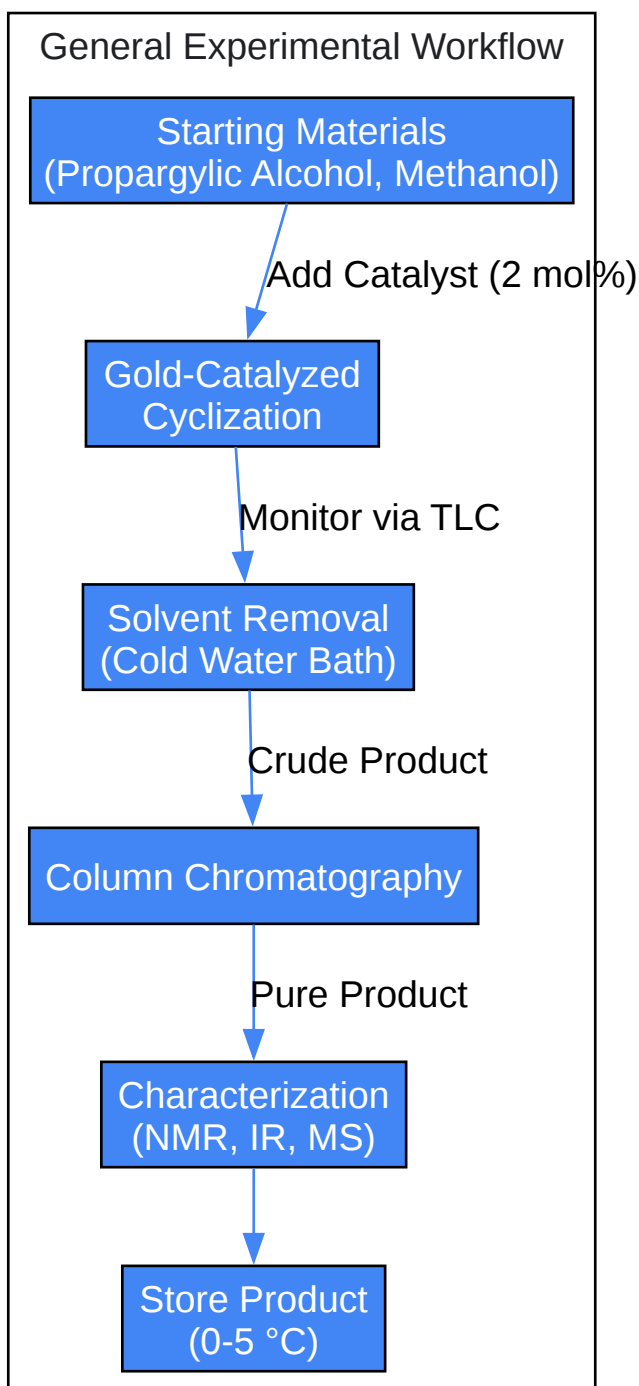 General Experimental Workflow
Starting Materials
(Propargylic Alcohol, Methanol)
Add Catalyst (2 mol%)
Gold-Catalyzed
Cyclization
Monitor via TLC
Solvent Removal
(Cold Water Bath)
Crude Product
Column Chromatography
Pure Product
Characterization
(NMR, IR, MS)
Store Product
(0-5 °C)